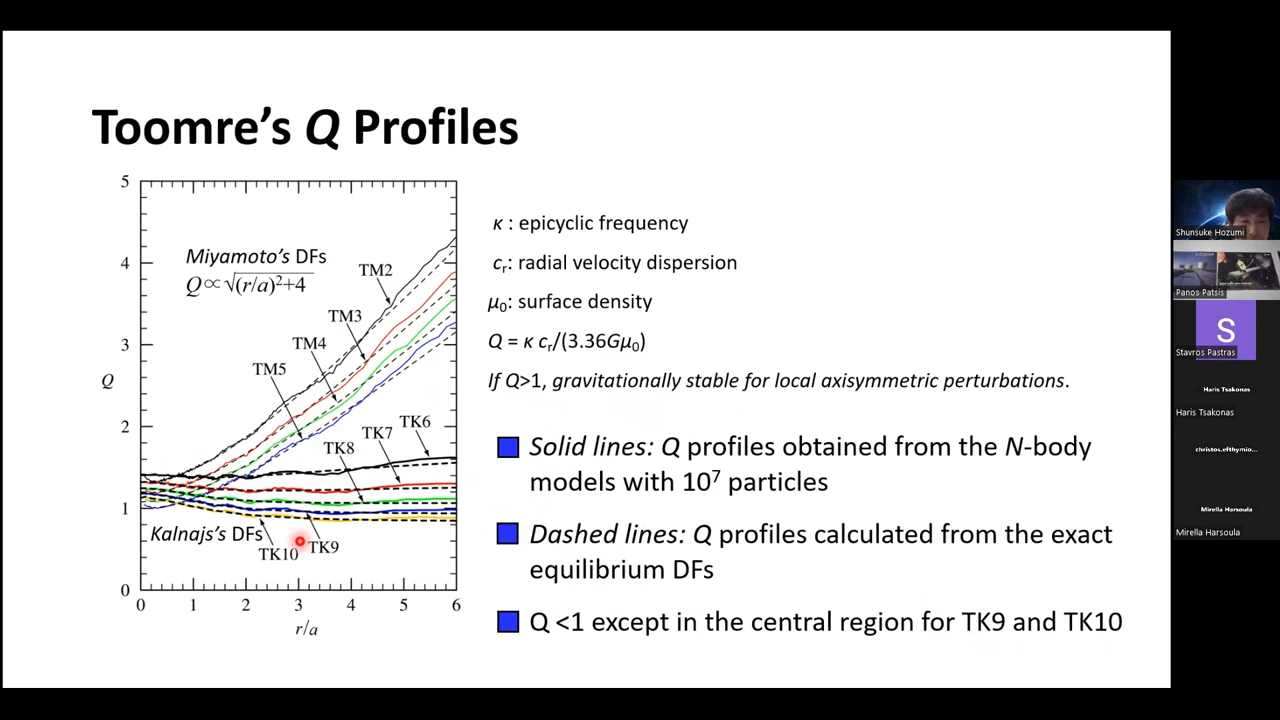 Toomre's Q Profiles
5
4
3
2
1
0
Q
0 1 2 3 4 5 6
r/a
Miyamoto's DFs
Q∝√(r/a)²+4
TM2
TM3
TM4
TM5
TK6
TK7
TK8
Kalnajs's DFs
TK10
TK9
κ : epicyclic frequency
cᵣ: radial velocity dispersion
μ₀: surface density
Q = κ cᵣ/(3.36Gμ₀)
If Q>1, gravitationally stable for local axisymmetric perturbations.
Solid lines: Q profiles obtained from the N-body
models with 10⁷ particles
Dashed lines: Q profiles calculated from the exact
equilibrium DFs
Q <1 except in the central region for TK9 and TK10
Shunsuke Hozumi
Panos Patsis
S
Stavros Pastras
Haris Tsakonas
Haris Tsakonas
christos.efthymio...
Mirella Harsoula
Mirella Harsoula